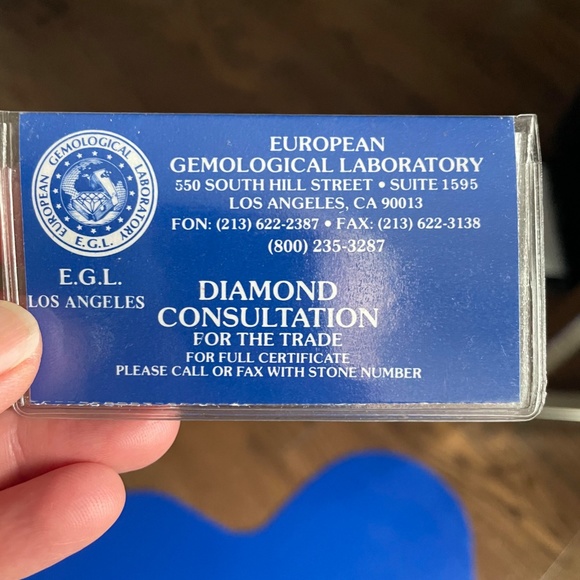 EUROPEAN GEMOLOGICAL LABORATORY
E.G.L.
E.G.L.
LOS ANGELES
EUROPEAN
GEMOLOGICAL LABORATORY
550 SOUTH HILL STREET • SUITE 1595
LOS ANGELES, CA 90013
FON: (213) 622-2387 • FAX: (213) 622-3138
(800) 235-3287
DIAMOND
CONSULTATION
FOR THE TRADE
FOR FULL CERTIFICATE
PLEASE CALL OR FAX WITH STONE NUMBER